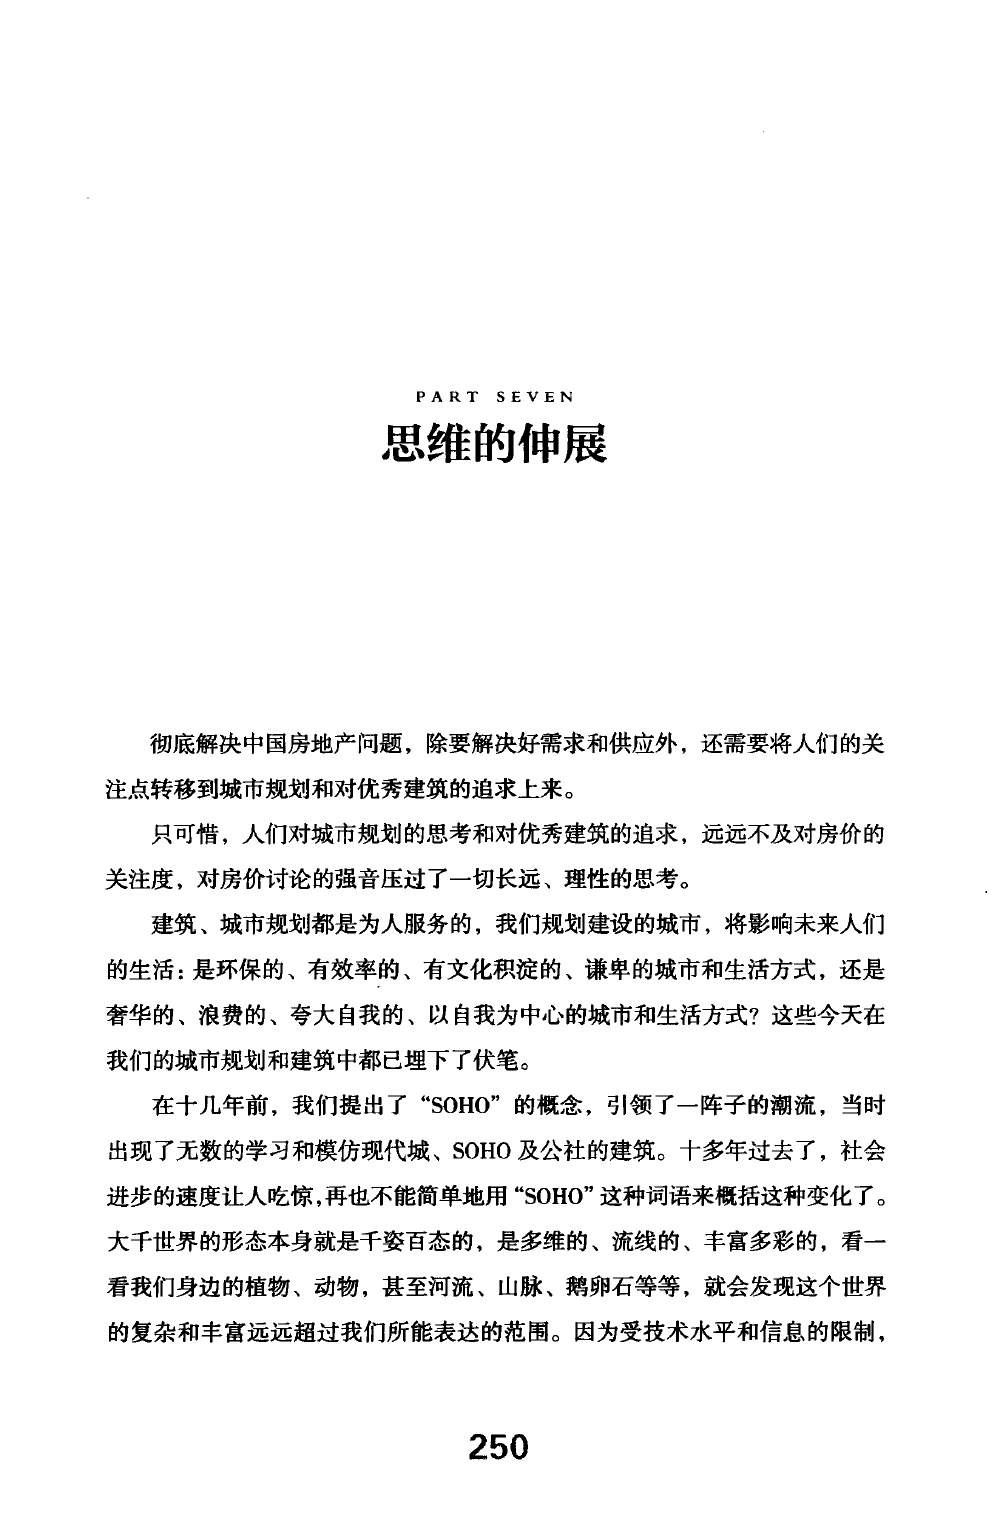 PART SEVEN
思维的伸展
彻底解决中国房地产问题，除要解决好需求和供应外，还需要将人们的关
注点转移到城市规划和对优秀建筑的追求上来。
只可惜，人们对城市规划的思考和对优秀建筑的追求，远远不及对房价的
关注度，对房价讨论的强音压过了一切长远、理性的思考。
建筑、城市规划都是为人服务的，我们规划建设的城市，将影响未来人们
的生活：是环保的、有效率的、有文化积淀的、谦卑的城市和生活方式，还是
奢华的、浪费的、夸大自我的、以自我为中心的城市和生活方式？这些今天在
我们的城市规划和建筑中都已埋下了伏笔。
在十几年前，我们提出了“SOHO”的概念，引领了一阵子的潮流，当时
出现了无数的学习和模仿现代城、SOHO及公社的建筑。十多年过去了，社会
进步的速度让人吃惊，再也不能简单地用“SOHO”这种词语来概括这种变化了。
大千世界的形态本身就是千姿百态的，是多维的、流线的、丰富多彩的，看一
看我们身边的植物、动物，甚至河流、山脉、鹅卵石等等，就会发现这个世界
的复杂和丰富远远超过我们所能表达的范围。因为受技术水平和信息的限制，
250